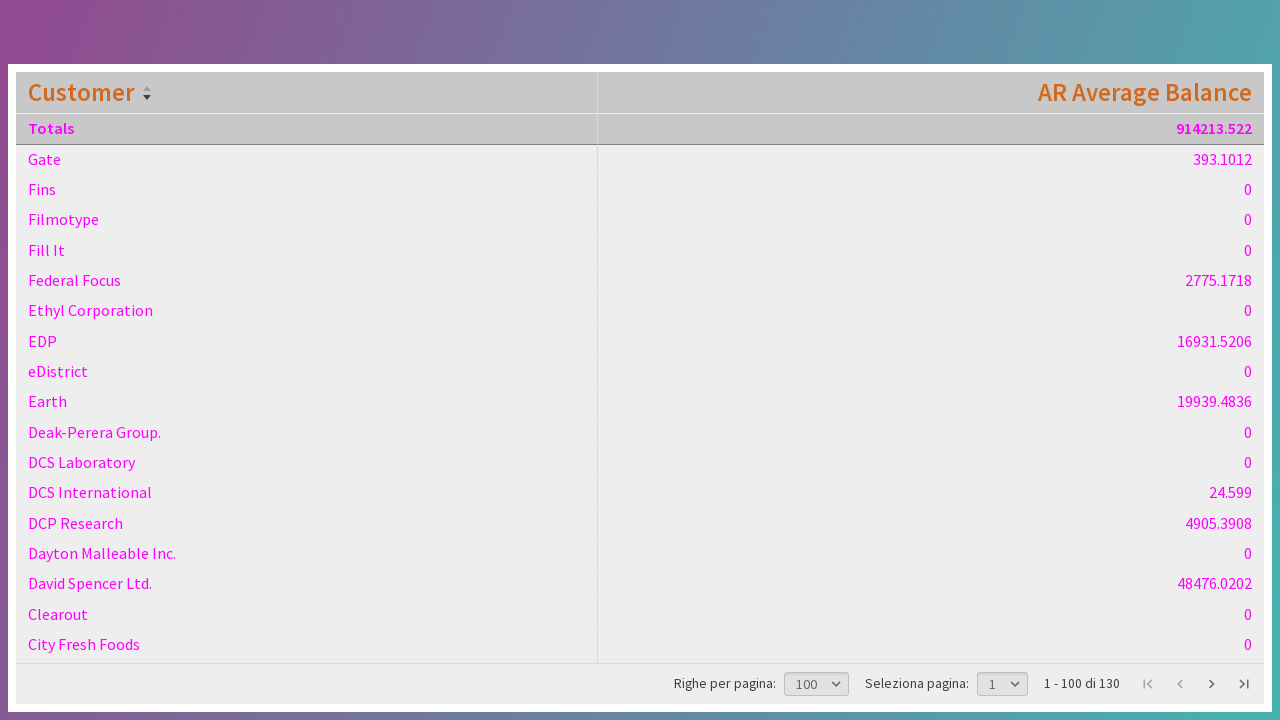 Customer AR Average Balance
Totals 914213.522
Gate 393.1012
Fins 0
Filmotype 0
Fill It 0
Federal Focus 2775.1718
Ethyl Corporation 0
EDP 16931.5206
eDistrict 0
Earth 19939.4836
Deak-Perera Group. 0
DCS Laboratory 0
DCS International 24.599
DCP Research 4905.3908
Dayton Malleable Inc. 0
David Spencer Ltd. 48476.0202
Clearout 0
City Fresh Foods 0
Righe per pagina: 100 Seleziona pagina: 1 1 - 100 di 130